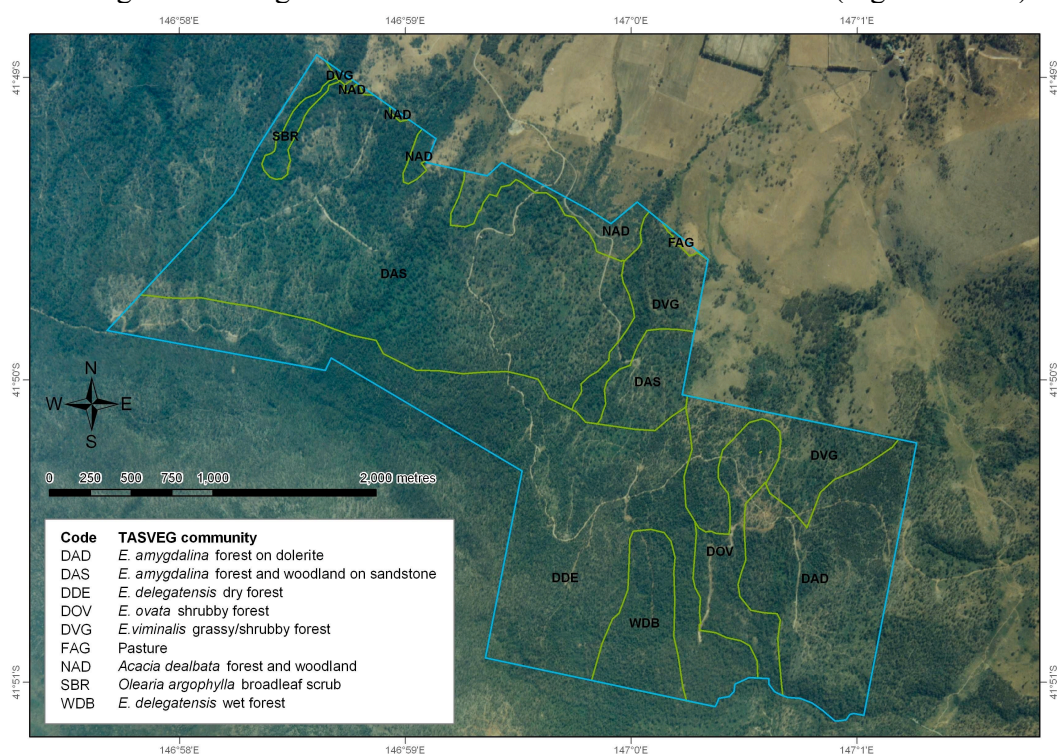 146°58'E 146°59'E 147°0'E 147°1'E
41°49'S 41°49'S
DVG
NAD
NAD
SBR
NAD
NAD
FAG
DAS
DVG
41°50'S 41°50'S
DAS
N
W E
S
DVG
0 250 500 750 1,000 2,000 metres
DOV
DDE
DAD
WDB
Code TASVEG community
DAD E. amygdalina forest on dolerite
DAS E. amygdalina forest and woodland on sandstone
DDE E. delegatensis dry forest
DOV E. ovata shrubby forest
DVG E.viminalis grassy/shrubby forest
FAG Pasture
NAD Acacia dealbata forest and woodland
SBR Olearia argophylla broadleaf scrub
WDB E. delegatensis wet forest
41°51'S 41°51'S
146°58'E 146°59'E 147°0'E 147°1'E